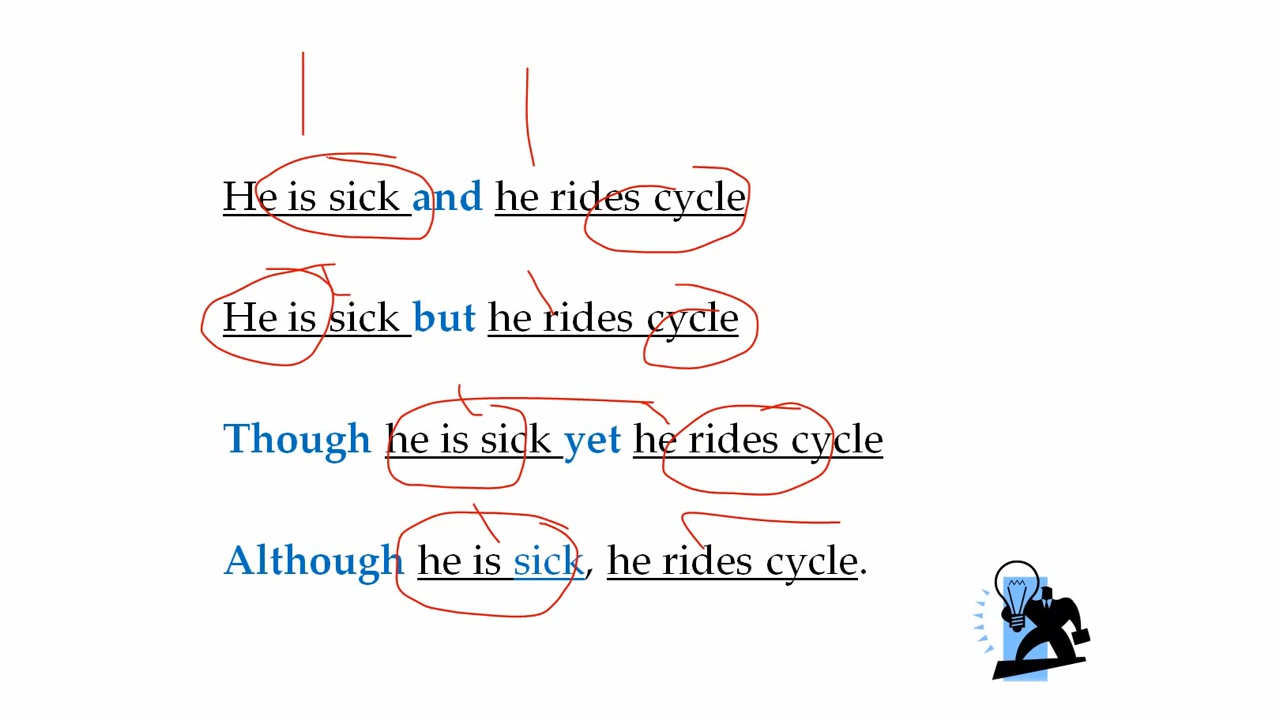 He is sick and he rides cycle
He is sick but he rides cycle
Though he is sick yet he rides cycle
Although he is sick, he rides cycle.